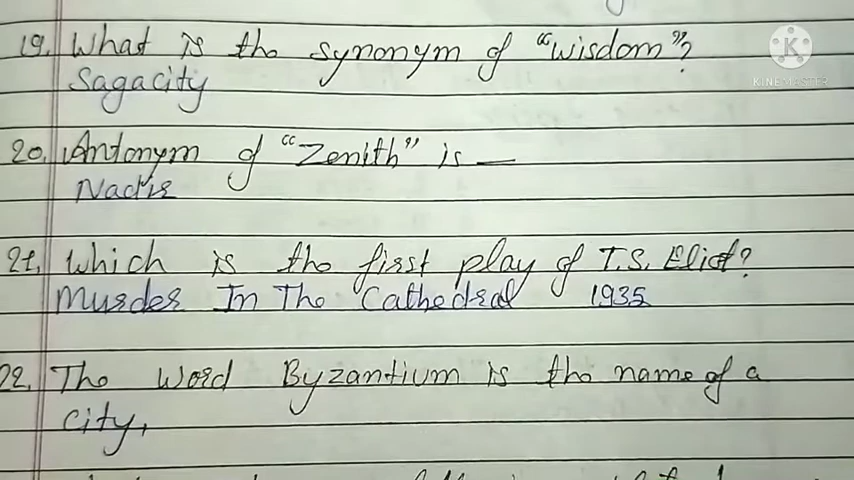 19. What is the synonym of "wisdom"?
KINEMASTER
Sagacity
20. Antonym of "Zenith" is —
Nadir
21. Which is the first play of T.S. Eliot?
Murder In The Cathedral 1935
22. The word Byzantium is the name of a
city,